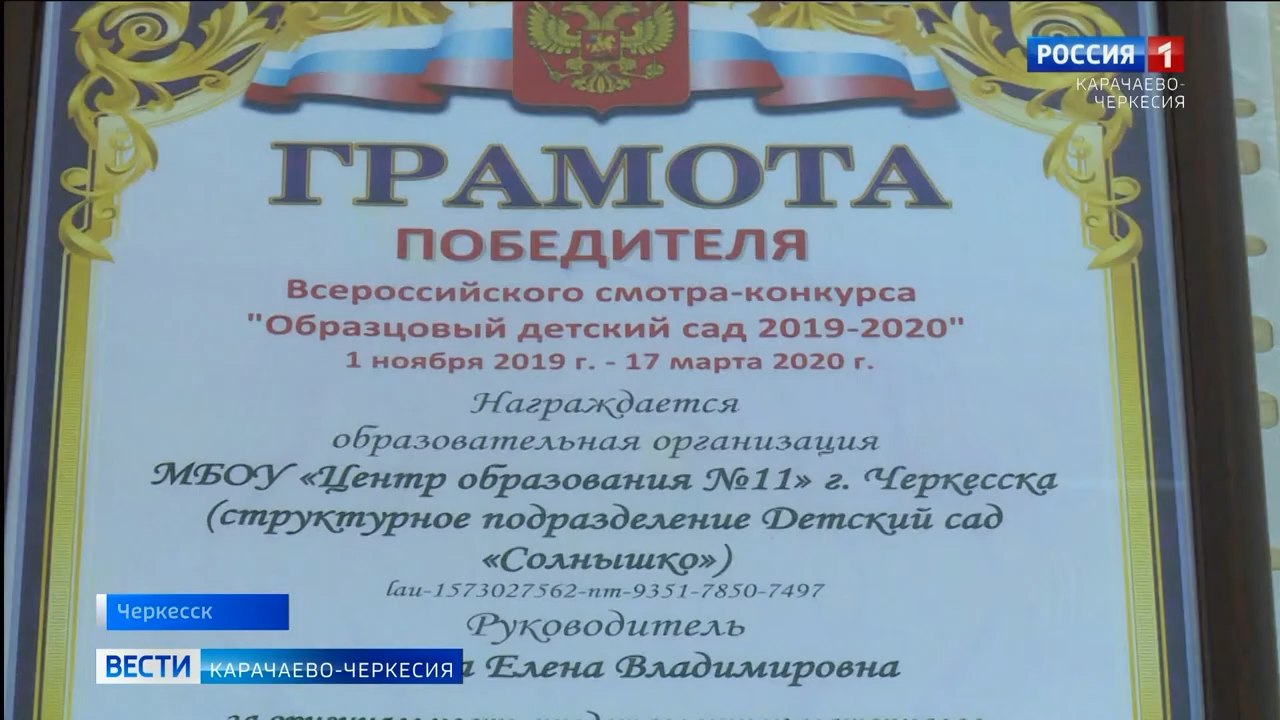 РОССИЯ 1
КАРАЧАЕВО-
ЧЕРКЕСИЯ
ГРАМОТА
ПОБЕДИТЕЛЯ
Всероссийского смотра-конкурса
"Образцовый детский сад 2019-2020"
1 ноября 2019 г. - 17 марта 2020 г.
Награждается
образовательная организация
МБОУ «Центр образования №11» г. Черкесска
(структурное подразделение Детский сад
«Солнышко»)
lau-1573027562-nm-9351-7850-7497
Руководитель
Елена Владимировна
Черкесск
ВЕСТИ КАРАЧАЕВО-ЧЕРКЕСИЯ